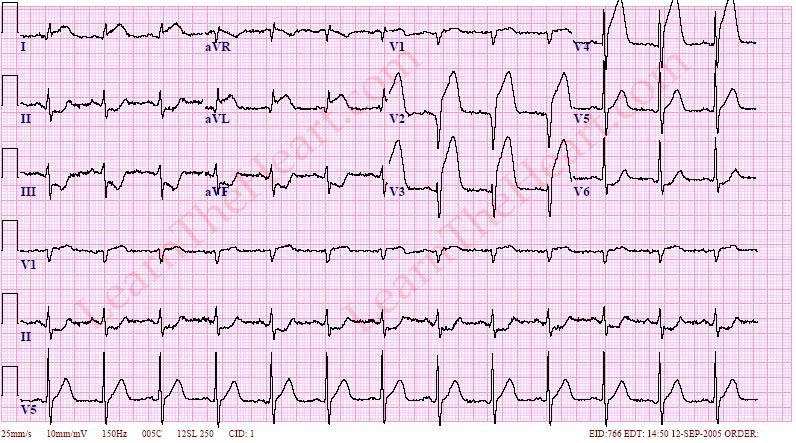 I aVR V1 V4
II aVL V2 V5
III aVF V3 V6
V1
II
V5
25mm/s 10mm/mV 150Hz 005C 12SL 250 CID: 1 EID:766 EDT: 14:50 12-SEP-2005 ORDER:
LearnTheHeart.com
LearnTheHeart.com